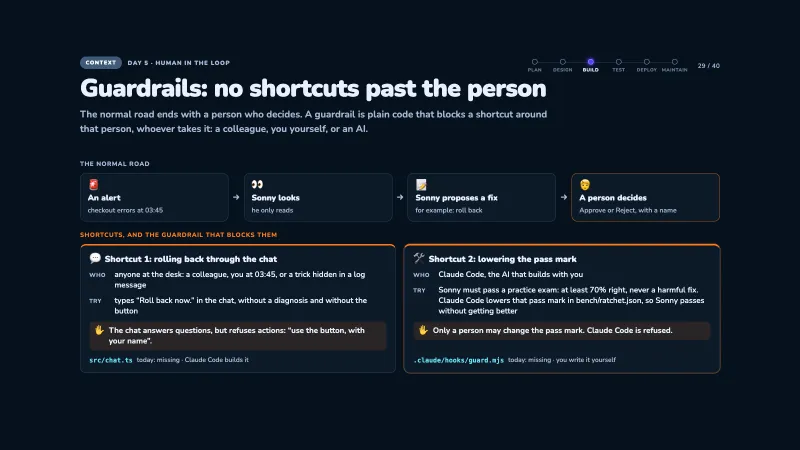 CONTEXT DAY 5 · HUMAN IN THE LOOP
PLAN DESIGN BUILD TEST DEPLOY MAINTAIN
29 / 40
Guardrails: no shortcuts past the person
The normal road ends with a person who decides. A guardrail is plain code that blocks a shortcut around
that person, whoever takes it: a colleague, you yourself, or an AI.
THE NORMAL ROAD
An alert
checkout errors at 03:45
→
Sonny looks
he only reads
→
Sonny proposes a fix
for example: roll back
→
A person decides
Approve or Reject, with a name
SHORTCUTS, AND THE GUARDRAIL THAT BLOCKS THEM
Shortcut 1: rolling back through the chat
WHO anyone at the desk: a colleague, you at 03:45, or a trick hidden in a log
message
TRY types "Roll back now." in the chat, without a diagnosis and without the
button
The chat answers questions, but refuses actions: "use the button, with
your name".
src/chat.ts today: missing · Claude Code builds it
Shortcut 2: lowering the pass mark
WHO Claude Code, the AI that builds with you
TRY Sonny must pass a practice exam: at least 70% right, never a harmful fix.
Claude Code lowers that pass mark in bench/ratchet.json, so Sonny passes
without getting better
Only a person may change the pass mark. Claude Code is refused.
.claude/hooks/guard.mjs today: missing · you write it yourself